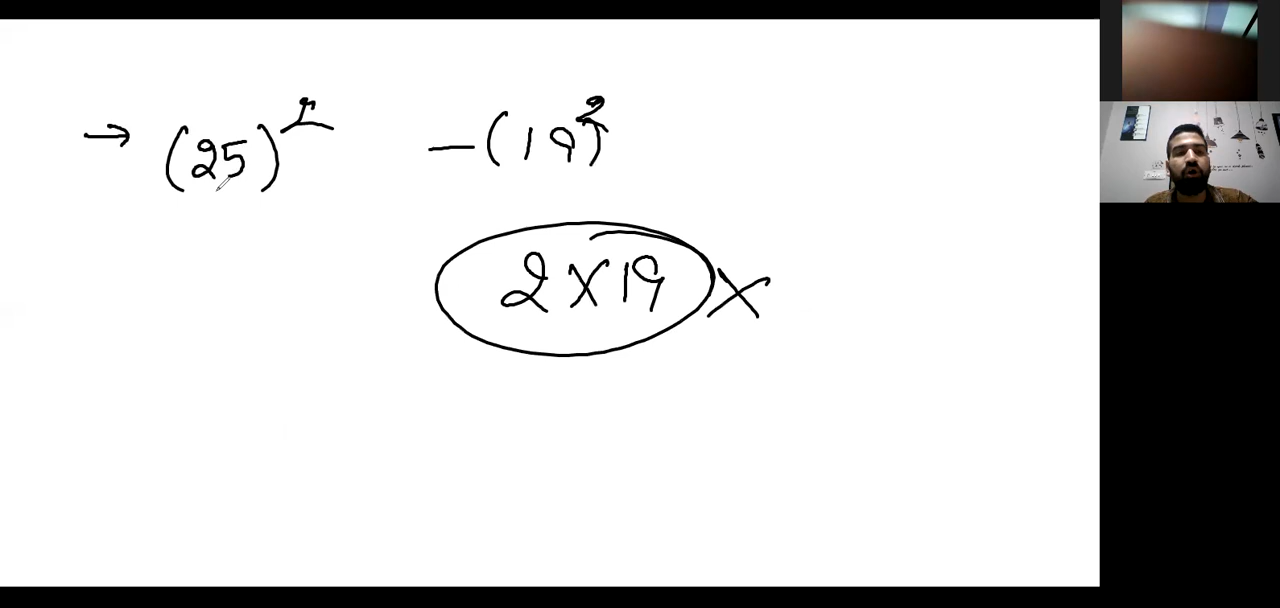 → (25)² -(19)²
2×19 ×